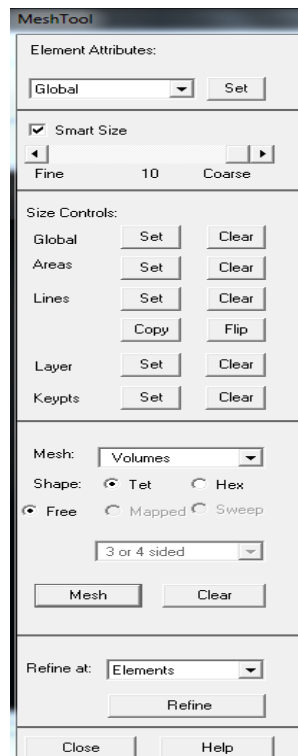 MeshTool
Element Attributes:
Global Set
Smart Size
Fine 10 Coarse
Size Controls:
Global Set Clear
Areas Set Clear
Lines Set Clear
Copy Flip
Layer Set Clear
Keypts Set Clear
Mesh: Volumes
Shape: Tet Hex
Free Mapped Sweep
3 or 4 sided
Mesh Clear
Refine at: Elements
Refine
Close Help